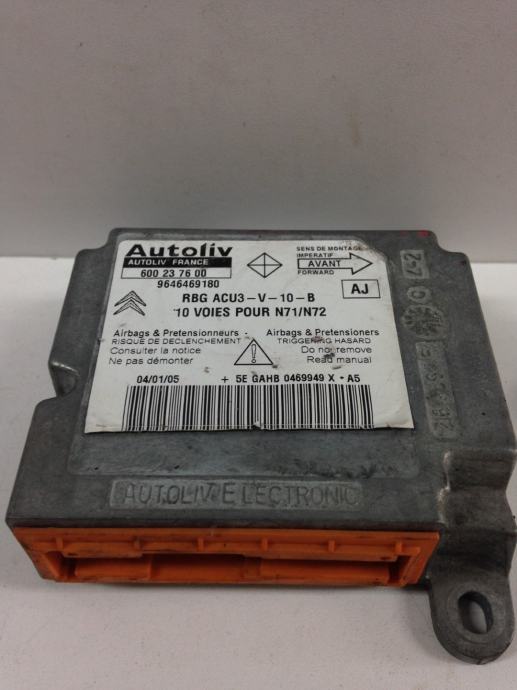 Autoliv
AUTOLIV FRANCE
600 23 76 00
9646469180
SENS DE MONTAGE
IMPERATIF
AVANT
FORWARD
AJ
RBG ACU3-V-10-B
10 VOIES POUR N71/N72
Airbags & Pretensionneurs
RISQUE DE DECLENCHEMENT
Consulter la notice
Ne pas démonter
Airbags & Pretensioners
TRIGGERING HASARD
Do no remove
Read manual
04/01/05 + 5E GAHB 0469949 X - A5
AUTOLIV ELECTRONIC